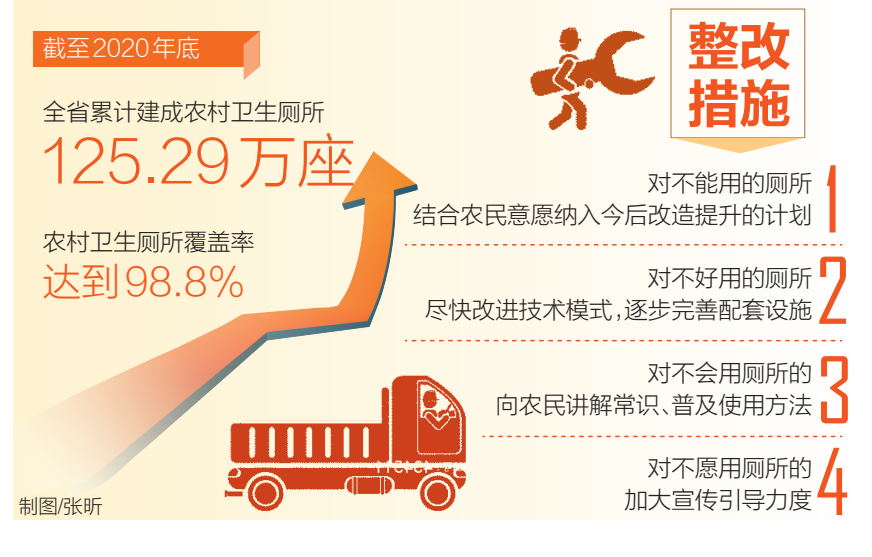 截至2020年底
全省累计建成农村卫生厕所
125.29万座
农村卫生厕所覆盖率
达到98.8%
整改
措施
1
对不能用的厕所
结合农民意愿纳入今后改造提升的计划
2
对不好用的厕所
尽快改进技术模式,逐步完善配套设施
3
对不会用厕所的
向农民讲解常识、普及使用方法
4
对不愿用厕所的
加大宣传引导力度
制图/张昕